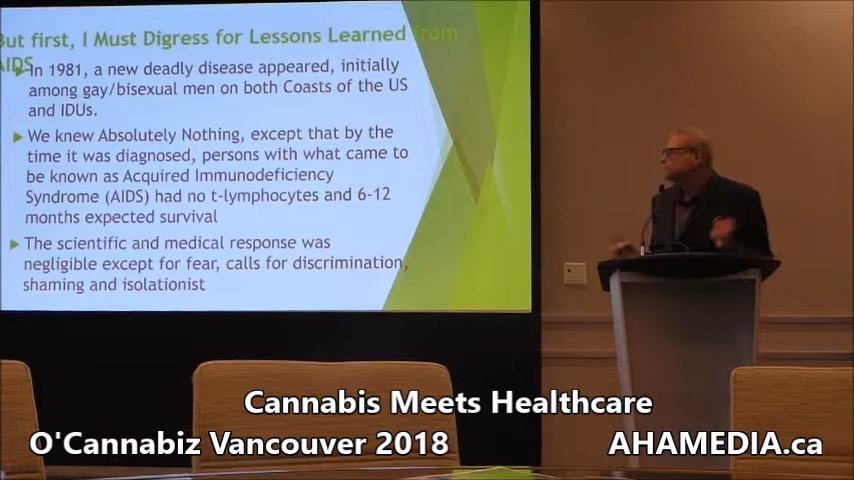 But first, I Must Digress for Lessons Learned from
AIDS
In 1981, a new deadly disease appeared, initially
among gay/bisexual men on both Coasts of the US
and IDUs.
We knew Absolutely Nothing, except that by the
time it was diagnosed, persons with what came to
be known as Acquired Immunodeficiency
Syndrome (AIDS) had no t-lymphocytes and 6-12
months expected survival
The scientific and medical response was
negligible except for fear, calls for discrimination,
shaming and isolationist
Cannabis Meets Healthcare
O'Cannabiz Vancouver 2018
AHAMEDIA.ca